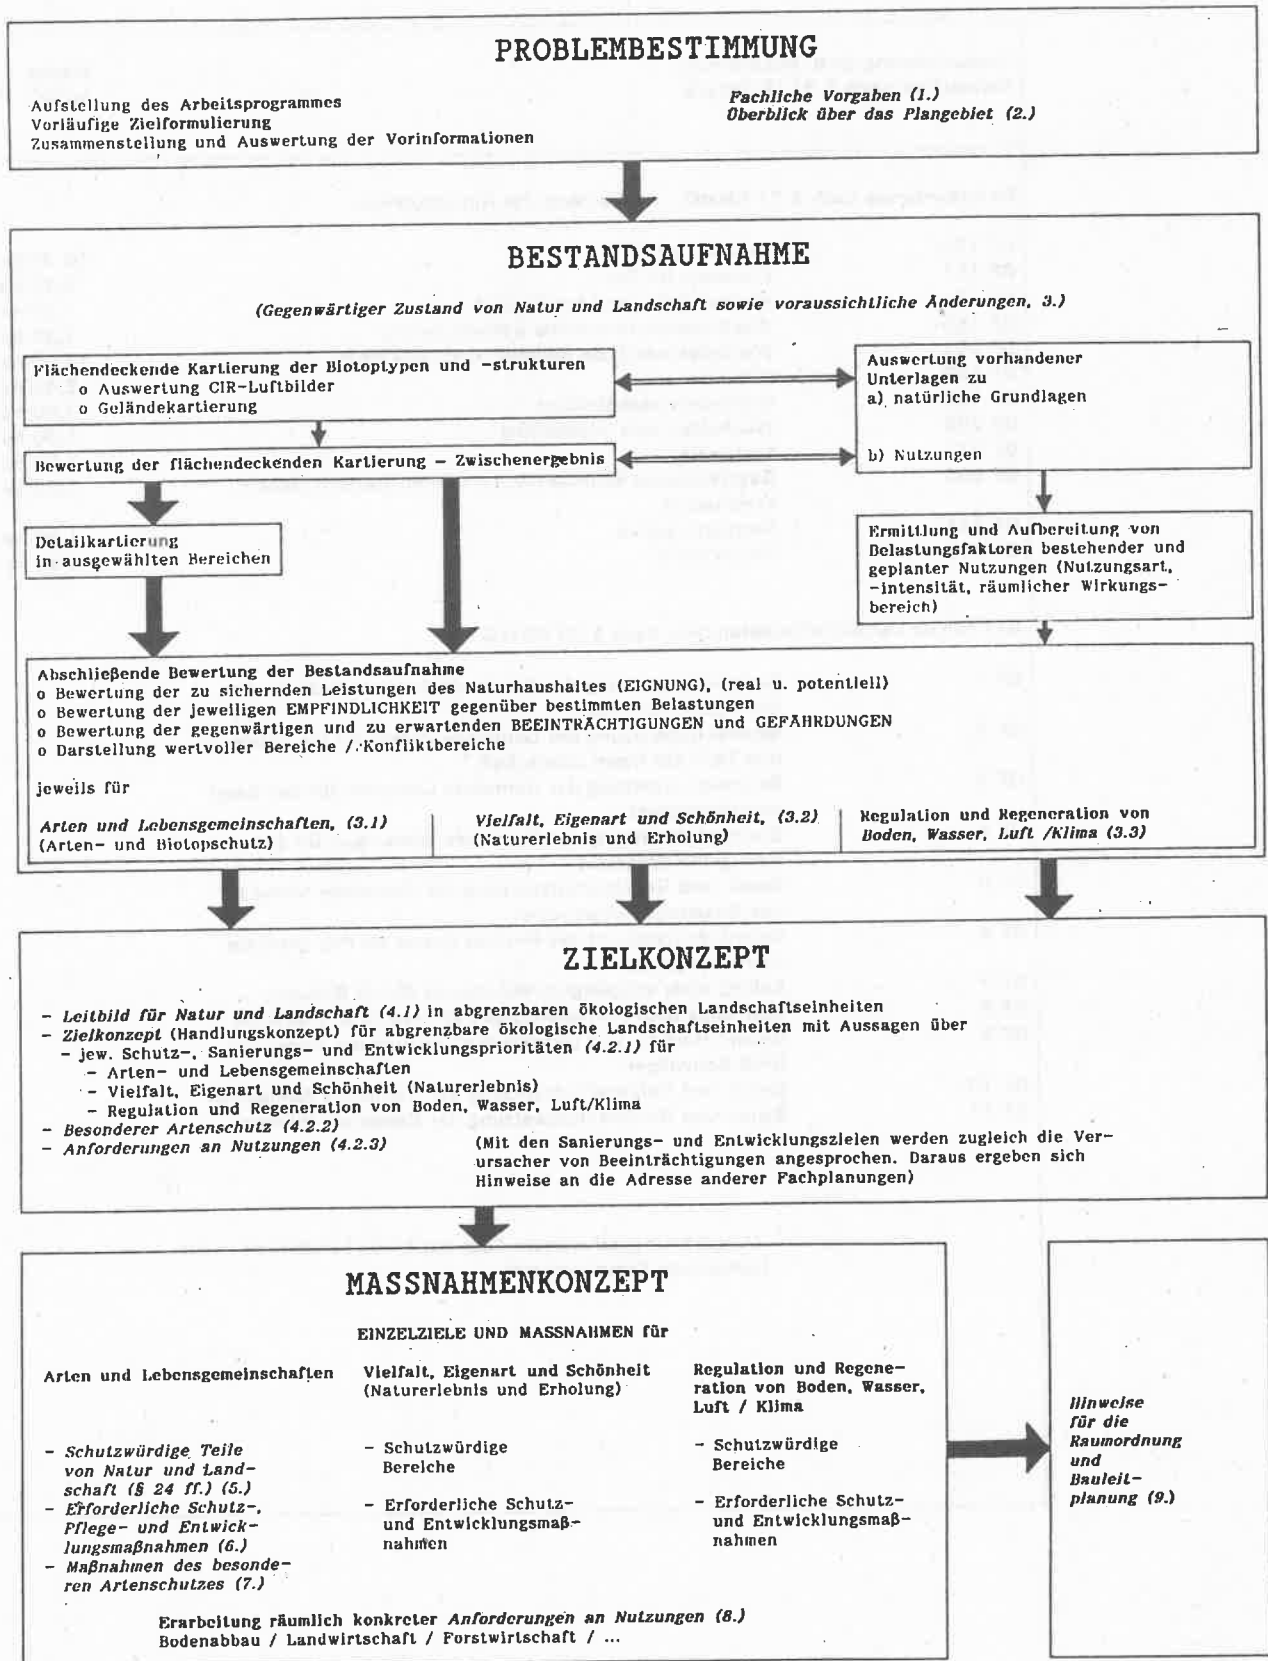 PROBLEMBESTIMMUNG
Aufstellung des Arbeitsprogrammes
Vorläufige Zielformulierung
Zusammenstellung und Auswertung der Vorinformationen
Fachliche Vorgaben (1.)
Überblick über das Plangebiet (2.)
BESTANDSAUFNAHME
(Gegenwärtiger Zustand von Natur und Landschaft sowie voraussichtliche Änderungen, 3.)
Flächendeckende Kartierung der Biotoptypen und -strukturen
o Auswertung CIR-Luftbilder
o Geländekartierung
Auswertung vorhandener
Unterlagen zu
a) natürliche Grundlagen
b) Nutzungen
Bewertung der flächendeckenden Kartierung - Zwischenergebnis
Detailkartierung
in ausgewählten Bereichen
Ermittlung und Aufbereitung von
Belastungsfaktoren bestehender und
geplanter Nutzungen (Nutzungsart,
-intensität, räumlicher Wirkungs-
bereich)
Abschließende Bewertung der Bestandsaufnahme
o Bewertung der zu sichernden Leistungen des Naturhaushaltes (EIGNUNG), (real u. potentiell)
o Bewertung der jeweiligen EMPFINDLICHKEIT gegenüber bestimmten Belastungen
o Bewertung der gegenwärtigen und zu erwartenden BEEINTRÄCHTIGUNGEN und GEFÄHRDUNGEN
o Darstellung wertvoller Bereiche / Konfliktbereiche
jeweils für
Arten und Lebensgemeinschaften, (3.1)
(Arten- und Biotopschutz)
Vielfalt, Eigenart und Schönheit, (3.2)
(Naturerlebnis und Erholung)
Regulation und Regeneration von
Boden, Wasser, Luft /Klima (3.3)
ZIELKONZEPT
- Leitbild für Natur und Landschaft (4.1) in abgrenzbaren ökologischen Landschaftseinheiten
- Zielkonzept (Handlungskonzept) für abgrenzbare ökologische Landschaftseinheiten mit Aussagen über
- jew. Schutz-, Sanierungs- und Entwicklungsprioritäten (4.2.1) für
- Arten- und Lebensgemeinschaften
- Vielfalt, Eigenart und Schönheit (Naturerlebnis)
- Regulation und Regeneration von Boden, Wasser, Luft/Klima
- Besonderer Artenschutz (4.2.2)
- Anforderungen an Nutzungen (4.2.3)
(Mit den Sanierungs- und Entwicklungszielen werden zugleich die Ver-
ursacher von Beeinträchtigungen angesprochen. Daraus ergeben sich
Hinweise an die Adresse anderer Fachplanungen)
MASSNAHMENKONZEPT
EINZELZIELE UND MASSNAHMEN für
Arten und Lebensgemeinschaften
- Schutzwürdige Teile
von Natur und Land-
schaft (§ 24 ff.) (5.)
- Erforderliche Schutz-,
Pflege- und Entwick-
lungsmaßnahmen (6.)
- Maßnahmen des besonde-
ren Artenschutzes (7.)
Vielfalt, Eigenart und Schönheit
(Naturerlebnis und Erholung)
- Schutzwürdige
Bereiche
- Erforderliche Schutz-
und Entwicklungsmaß-
nahmen
Regulation und Regene-
ration von Boden, Wasser,
Luft / Klima
- Schutzwürdige
Bereiche
- Erforderliche Schutz-
und Entwicklungsmaß-
nahmen
Erarbeitung räumlich konkreter Anforderungen an Nutzungen (8.)
Bodenabbau / Landwirtschaft / Forstwirtschaft / ...
Hinweise
für die
Raumordnung
und
Bauleit-
planung (9.)